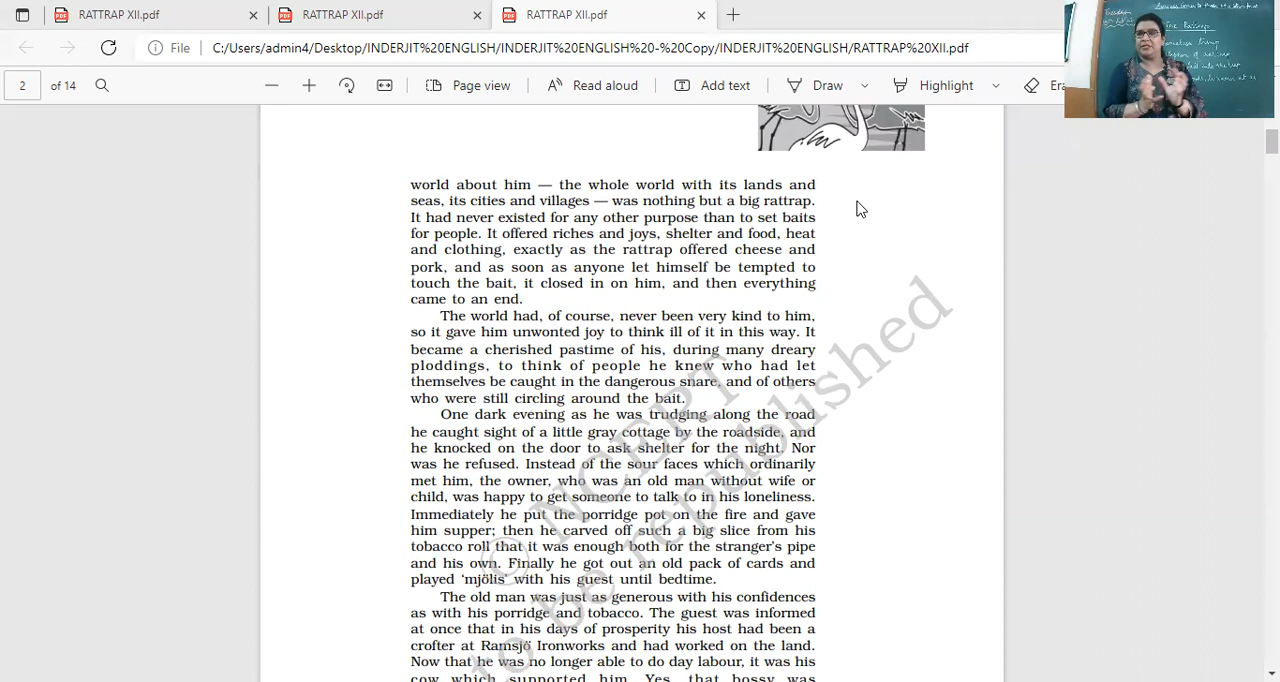 RATTRAP XII.pdf
RATTRAP XII.pdf
RATTRAP XII.pdf
File C:/Users/admin4/Desktop/INDERJIT%20ENGLISH/INDERJIT%20ENGLISH%20-%20Copy/INDERJIT%20ENGLISH/RATTRAP%20XII.pdf
2 of 14 Page view Read aloud Add text Draw Highlight
world about him — the whole world with its lands and
seas, its cities and villages — was nothing but a big rattrap.
It had never existed for any other purpose than to set baits
for people. It offered riches and joys, shelter and food, heat
and clothing, exactly as the rattrap offered cheese and
pork, and as soon as anyone let himself be tempted to
touch the bait, it closed in on him, and then everything
came to an end.
The world had, of course, never been very kind to him,
so it gave him unwonted joy to think ill of it in this way. It
became a cherished pastime of his, during many dreary
ploddings, to think of people he knew who had let
themselves be caught in the dangerous snare, and of others
who were still circling around the bait.
One dark evening as he was trudging along the road
he caught sight of a little gray cottage by the roadside, and
he knocked on the door to ask shelter for the night. Nor
was he refused. Instead of the sour faces which ordinarily
met him, the owner, who was an old man without wife or
child, was happy to get someone to talk to in his loneliness.
Immediately he put the porridge pot on the fire and gave
him supper; then he carved off such a big slice from his
tobacco roll that it was enough both for the stranger's pipe
and his own. Finally he got out an old pack of cards and
played 'mjölis' with his guest until bedtime.
The old man was just as generous with his confidences
as with his porridge and tobacco. The guest was informed
at once that in his days of prosperity his host had been a
crofter at Ramsjö Ironworks and had worked on the land.
Now that he was no longer able to do day labour, it was his
cow which supported him. Yes, that bossy was
© NCERT
to be republished